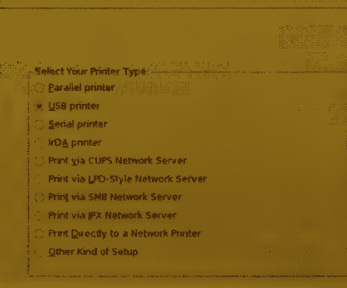 Select Your Printer Type
Parallel printer
USB printer
Serial printer
IrDA printer
Print via CUPS Network Server
Print via LPD-Style Network Server
Print via SMB Network Server
Print via IPX Network Server
Print Directly to a Network Printer
Other Kind of Setup